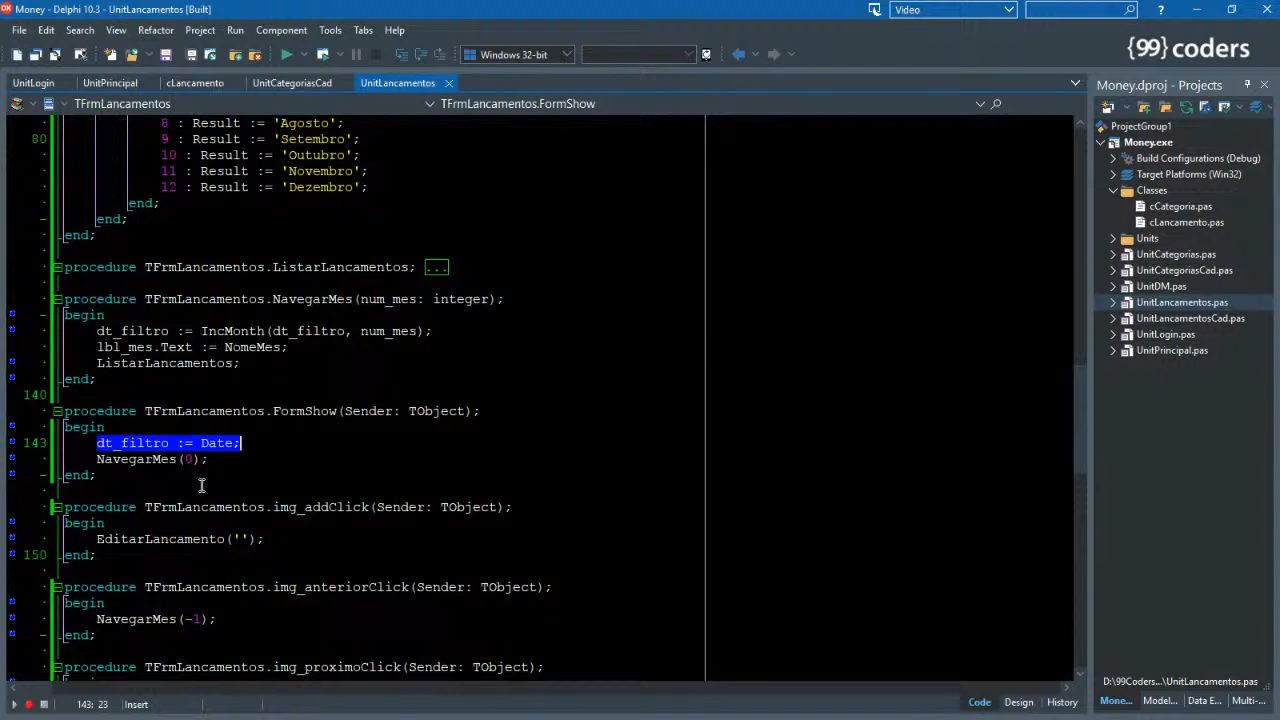 Money - Delphi 10.3 - UnitLancamentos [Built]
Video
File Edit Search View Refactor Project Run Component Tools Tabs Help
Windows 32-bit
{99}coders
UnitLogin UnitPrincipal cLancamento UnitCategoriasCad UnitLancamentos
TFrmLancamentos TFrmLancamentos.FormShow
8 : Result := 'Agosto';
80 9 : Result := 'Setembro';
10 : Result := 'Outubro';
11 : Result := 'Novembro';
12 : Result := 'Dezembro';
end;
end;
end;
procedure TFrmLancamentos.ListarLancamentos; ...
procedure TFrmLancamentos.NavegarMes(num_mes: integer);
begin
dt_filtro := IncMonth(dt_filtro, num_mes);
lbl_mes.Text := NomeMes;
ListarLancamentos;
end;
140
procedure TFrmLancamentos.FormShow(Sender: TObject);
begin
143 dt_filtro := Date;
NavegarMes(0);
end;
procedure TFrmLancamentos.img_addClick(Sender: TObject);
begin
EditarLancamento('');
150 end;
procedure TFrmLancamentos.img_anteriorClick(Sender: TObject);
begin
NavegarMes(-1);
end;
procedure TFrmLancamentos.img_proximoClick(Sender: TObject);
143: 23 Insert
Code Design History
Money.dproj - Projects
ProjectGroup1
Money.exe
Build Configurations (Debug)
Target Platforms (Win32)
Classes
cCategoria.pas
cLancamento.pas
Units
UnitCategorias.pas
UnitCategoriasCad.pas
UnitDM.pas
UnitLancamentos.pas
UnitLancamentosCad.pas
UnitLogin.pas
UnitPrincipal.pas
D:\99Coders...\UnitLancamentos.pas
Mone... Model... Data E... Multi-...